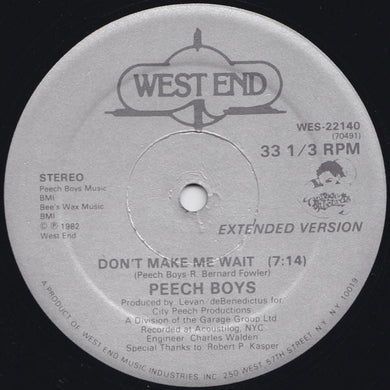 WEST END
WES-22140
(70491)
33 1/3 RPM
STEREO
Peech Boys Music
BMI
Bee's Wax Music
BMI
© ℗ 1982
West End
EXTENDED VERSION
DON'T MAKE ME WAIT (7:14)
(Peech Boys-R. Bernard Fowler)
PEECH BOYS
Produced by Levan/deBenedictus for
City Peech Productions
A Division of the Garage Group Ltd
Recorded at Acoustilog, NYC.
Engineer Charles Walden
Special Thanks to: Robert P. Kasper
A PRODUCT OF WEST END MUSIC INDUSTRIES INC. 250 WEST 57TH STREET N.Y. N.Y. 10019